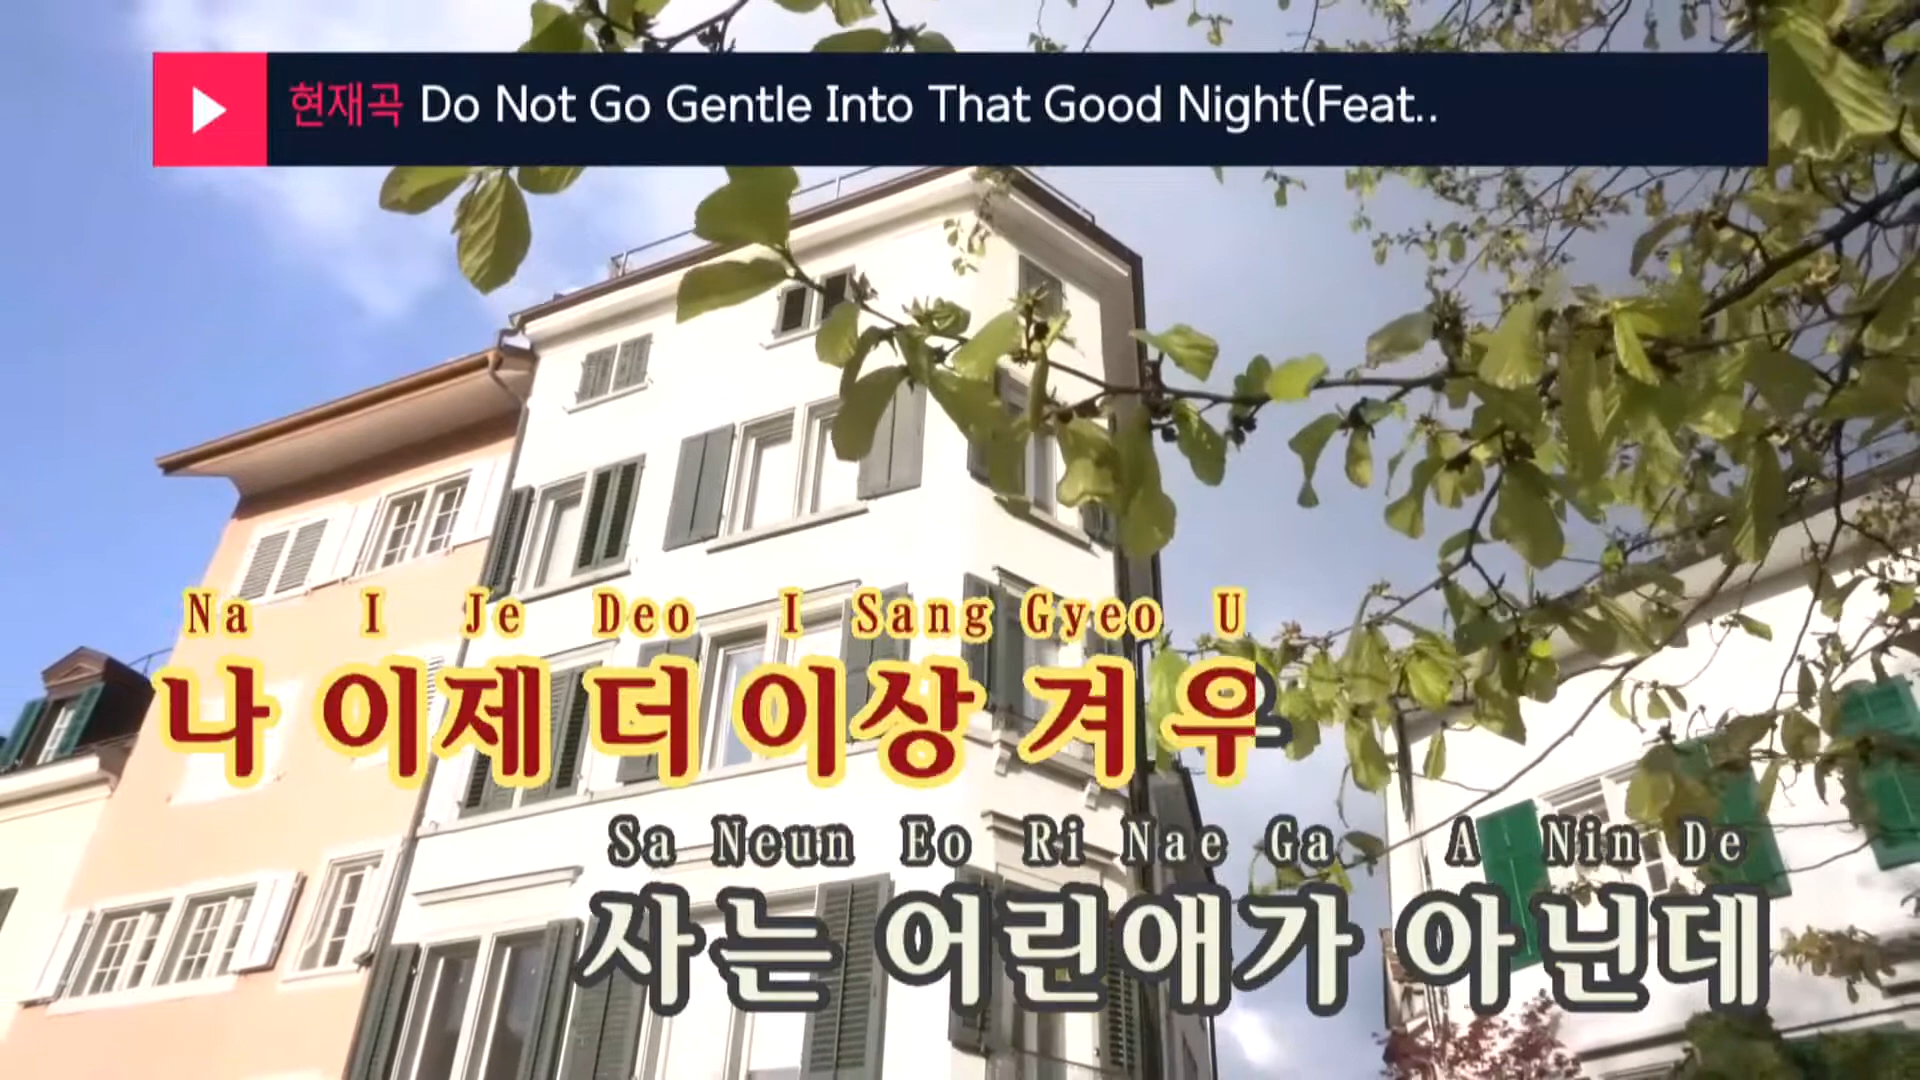 현재곡 Do Not Go Gentle Into That Good Night(Feat..
Na I Je Deo I Sang Gyeo U
나 이제 더 이상 겨우
Sa Neun Eo Ri Nae Ga A Nin De
사는 어린애가 아닌데